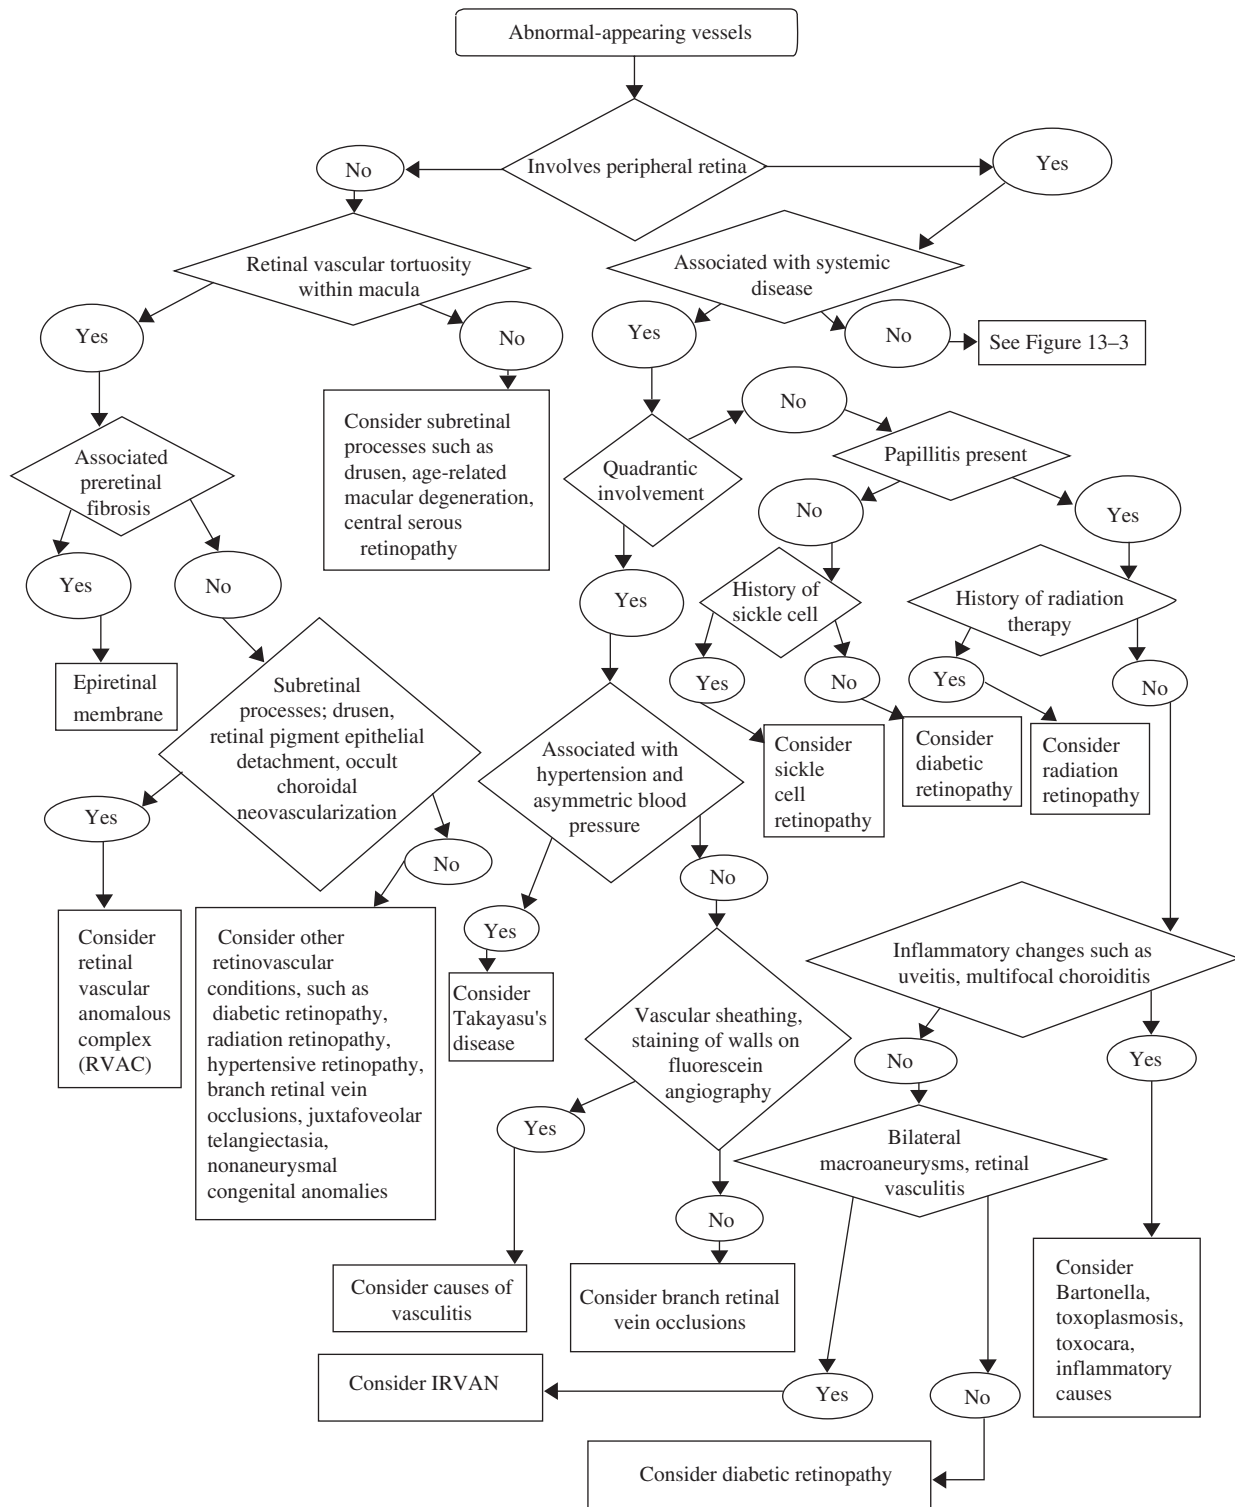 Abnormal-appearing vessels
Involves peripheral retina
No
Yes
Retinal vascular tortuosity
within macula
Associated with systemic
disease
Yes
No
Yes
No
See Figure 13–3
Consider subretinal
processes such as
drusen, age-related
macular degeneration,
central serous
retinopathy
No
Associated
preretinal
fibrosis
Quadrantic
involvement
Papillitis present
No
Yes
Yes
No
Yes
History of
sickle cell
History of radiation
therapy
Epiretinal
membrane
Yes
No
Yes
No
Subretinal
processes; drusen,
retinal pigment epithelial
detachment, occult
choroidal
neovascularization
Associated with
hypertension and
asymmetric blood
pressure
Consider
sickle
cell
retinopathy
Consider
diabetic
retinopathy
Consider
radiation
retinopathy
Yes
No
No
Consider
retinal
vascular
anomalous
complex
(RVAC)
Consider other
retinovascular
conditions, such as
diabetic retinopathy,
radiation retinopathy,
hypertensive retinopathy,
branch retinal vein
occlusions, juxtafoveolar
telangiectasia,
nonaneurysmal
congenital anomalies
Yes
Consider
Takayasu's
disease
Vascular sheathing,
staining of walls on
fluorescein
angiography
Inflammatory changes such as
uveitis, multifocal choroiditis
No
Yes
Yes
Bilateral
macroaneurysms, retinal
vasculitis
No
Consider causes of
vasculitis
Consider branch retinal
vein occlusions
Consider
Bartonella,
toxoplasmosis,
toxocara,
inflammatory
causes
Consider IRVAN
Yes
No
Consider diabetic retinopathy